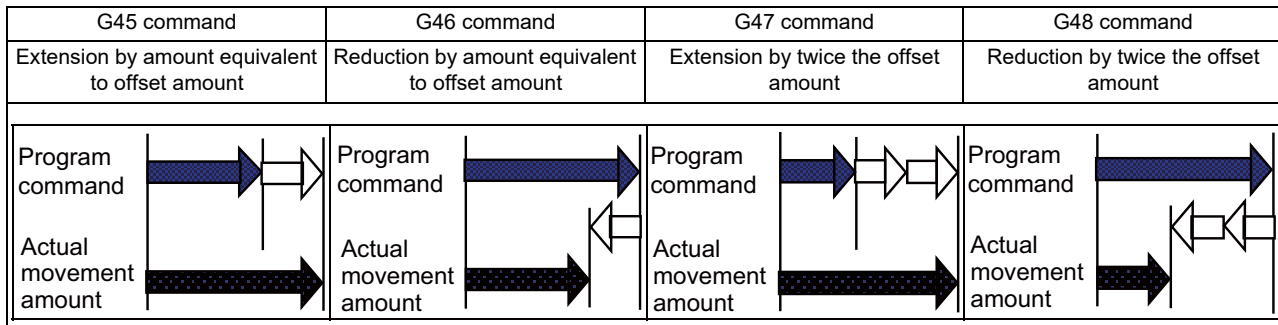 G45 command
G46 command
G47 command
G48 command
Extension by amount equivalent
to offset amount
Reduction by amount equivalent
to offset amount
Extension by twice the offset
amount
Reduction by twice the offset
amount
Program
command
Actual
movement
amount
Program
command
Actual
movement
amount
Program
command
Actual
movement
amount
Program
command
Actual
movement
amount